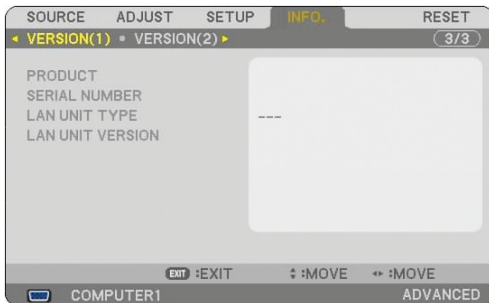 SOURCE ADJUST SETUP INFO. RESET
◂ VERSION(1) • VERSION(2) ▸ 3/3
PRODUCT
SERIAL NUMBER
LAN UNIT TYPE ---
LAN UNIT VERSION
EXIT :EXIT ↕ :MOVE ◂▸ :MOVE
COMPUTER1 ADVANCED